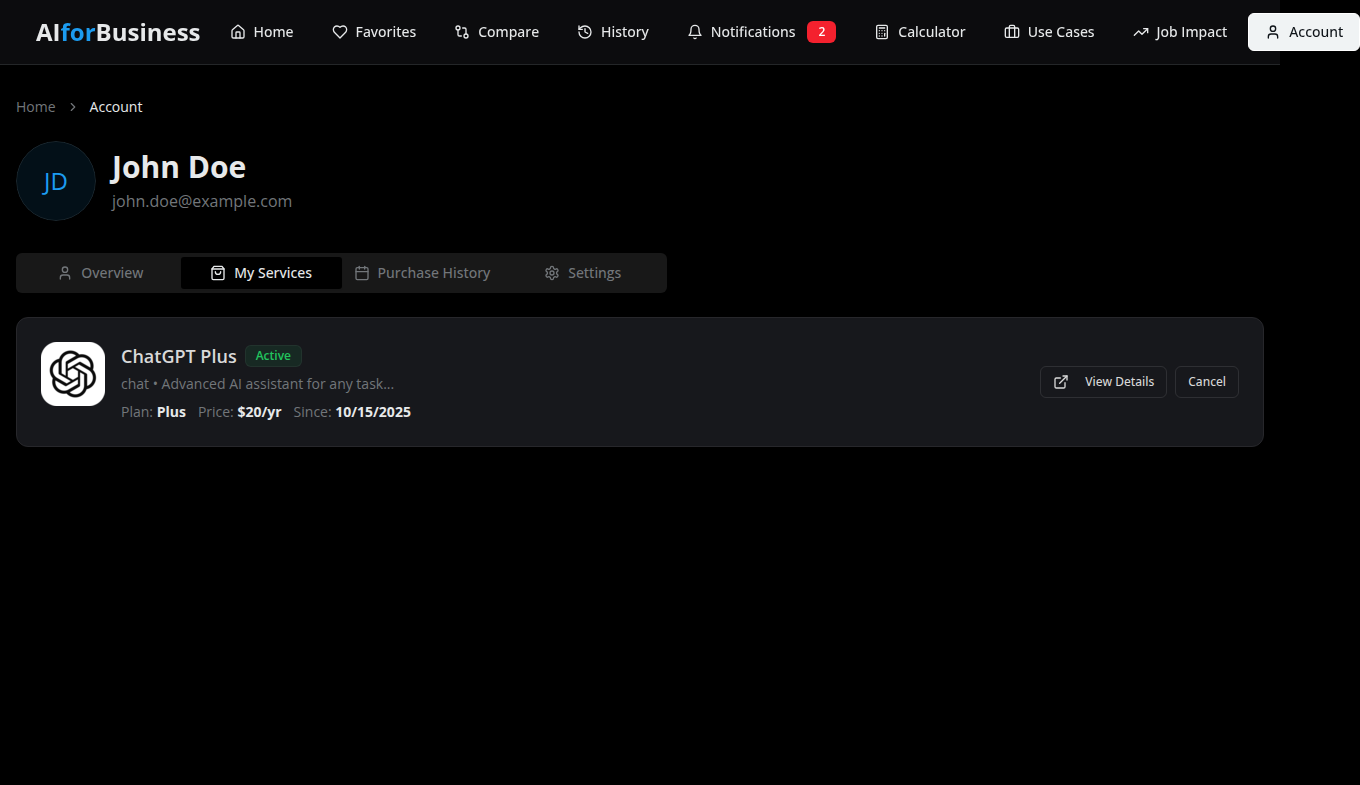 AIforBusiness Home Favorites Compare History Notifications 2 Calculator Use Cases Job Impact Account
Home > Account
JD
John Doe
john.doe@example.com
Overview My Services Purchase History Settings
ChatGPT Plus Active
chat • Advanced AI assistant for any task...
Plan: Plus Price: $20/yr Since: 10/15/2025
View Details Cancel